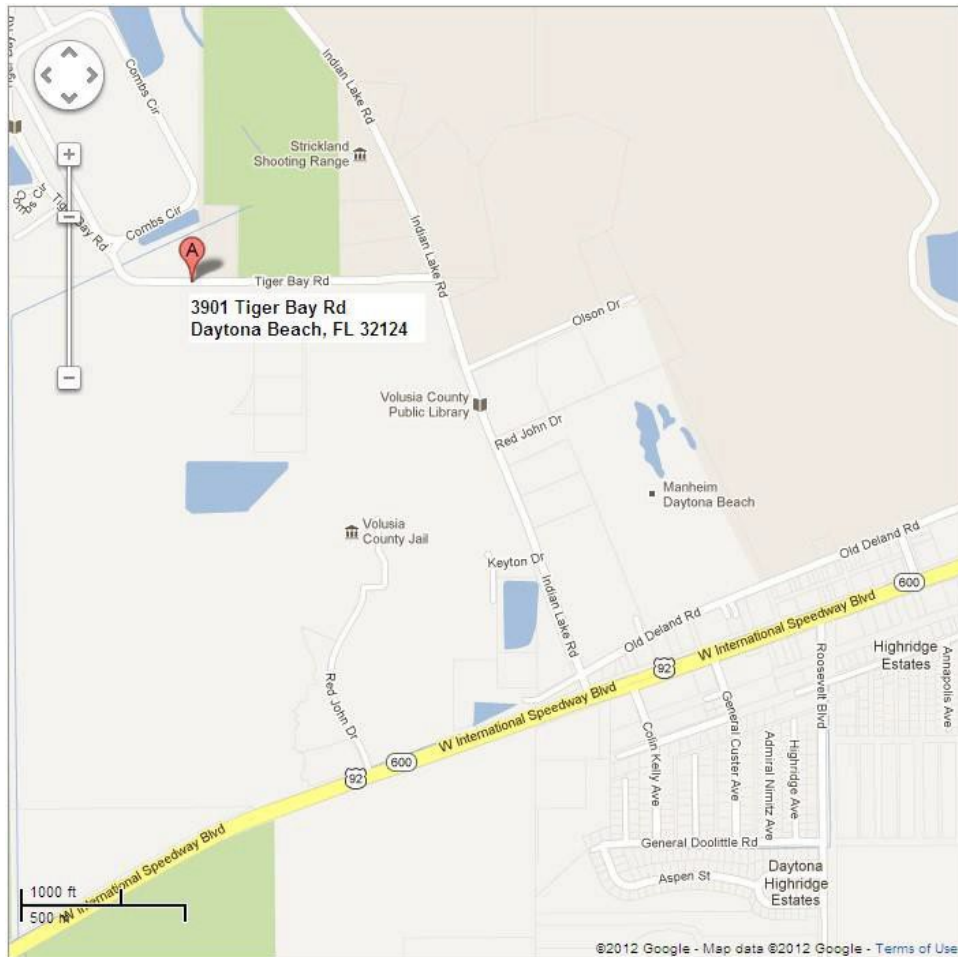 Indian Lake Rd
Combs Cir
Strickland
Shooting Range
Combs Cir
Tiger Bay Rd
Combs Cir
Indian Lake Rd
A
Tiger Bay Rd
3901 Tiger Bay Rd
Daytona Beach, FL 32124
Olson Dr
Volusia County
Public Library
Red John Dr
Manheim
Daytona Beach
Volusia
County Jail
Keyton Dr
Old Deland Rd
Indian Lake Rd
600
W International Speedway Blvd
Old Deland Rd
92
Highridge
Estates
Annapolis Ave
Roosevelt Blvd
Red John Dr
W International Speedway Blvd
600
92
Colin Kelly Ave
General Custer Ave
Admiral Nimitz Ave
Highridge Ave
General Doolittle Rd
W International Speedway Blvd
Aspen St
Daytona
Highridge
Estates
1000 ft
500 m
©2012 Google - Map data ©2012 Google - Terms of Use